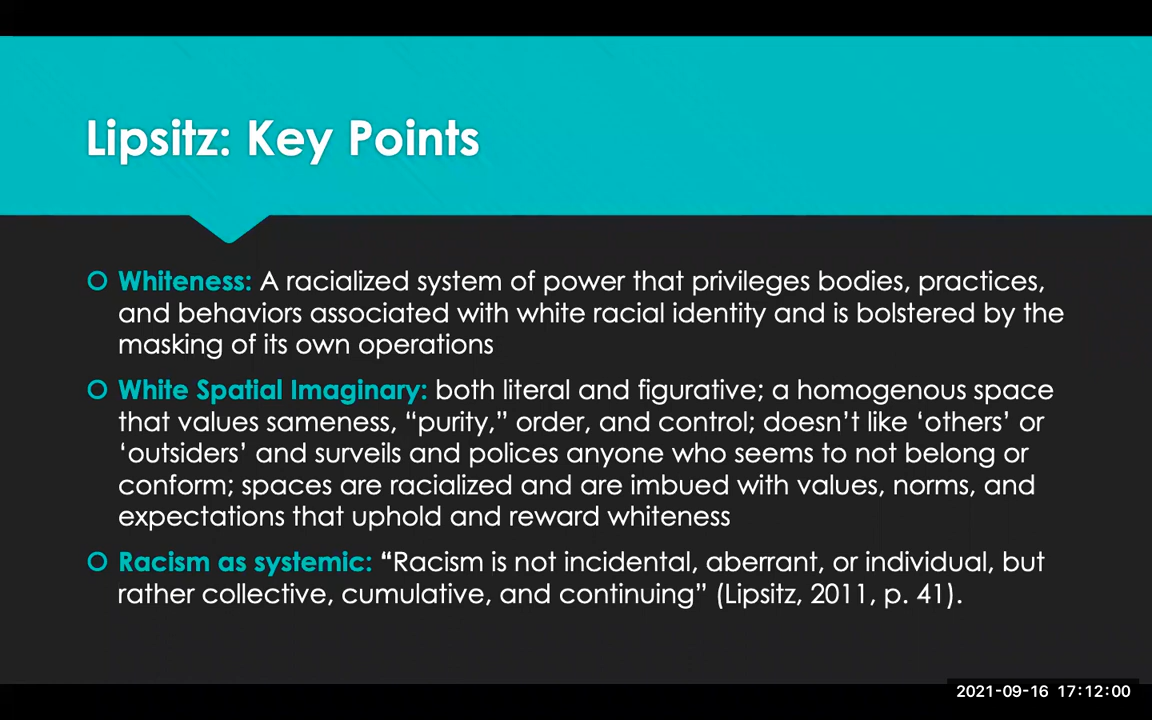 Lipsitz: Key Points
Whiteness: A racialized system of power that privileges bodies, practices,
and behaviors associated with white racial identity and is bolstered by the
masking of its own operations
White Spatial Imaginary: both literal and figurative; a homogenous space
that values sameness, “purity,” order, and control; doesn’t like ‘others’ or
‘outsiders’ and surveils and polices anyone who seems to not belong or
conform; spaces are racialized and are imbued with values, norms, and
expectations that uphold and reward whiteness
Racism as systemic: “Racism is not incidental, aberrant, or individual, but
rather collective, cumulative, and continuing” (Lipsitz, 2011, p. 41).
2021-09-16 17:12:00